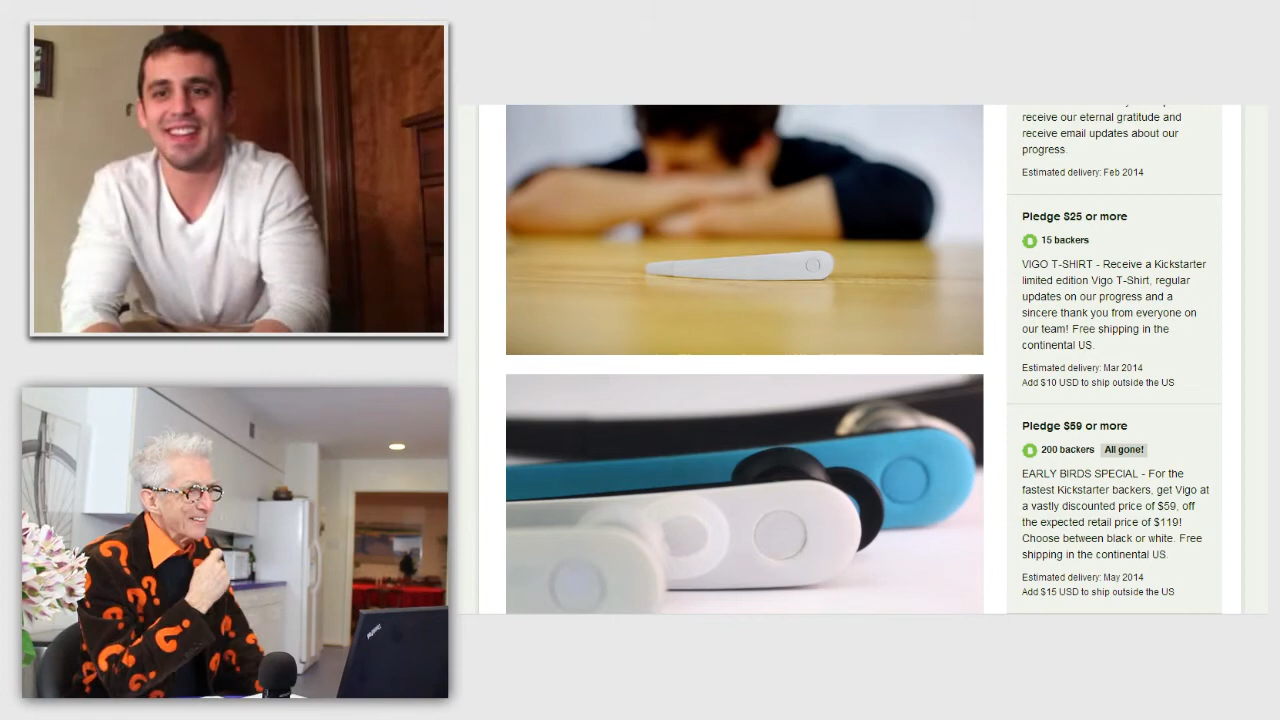 receive our eternal gratitude and
receive email updates about our
progress.
Estimated delivery: Feb 2014
Pledge $25 or more
15 backers
VIGO T-SHIRT - Receive a Kickstarter
limited edition Vigo T-Shirt, regular
updates on our progress and a
sincere thank you from everyone on
our team! Free shipping in the
continental US.
Estimated delivery: Mar 2014
Add $10 USD to ship outside the US
Pledge $59 or more
200 backers All gone!
EARLY BIRDS SPECIAL - For the
fastest Kickstarter backers, get Vigo at
a vastly discounted price of $59, off
the expected retail price of $119!
Choose between black or white. Free
shipping in the continental US.
Estimated delivery: May 2014
Add $15 USD to ship outside the US
ThinkPad